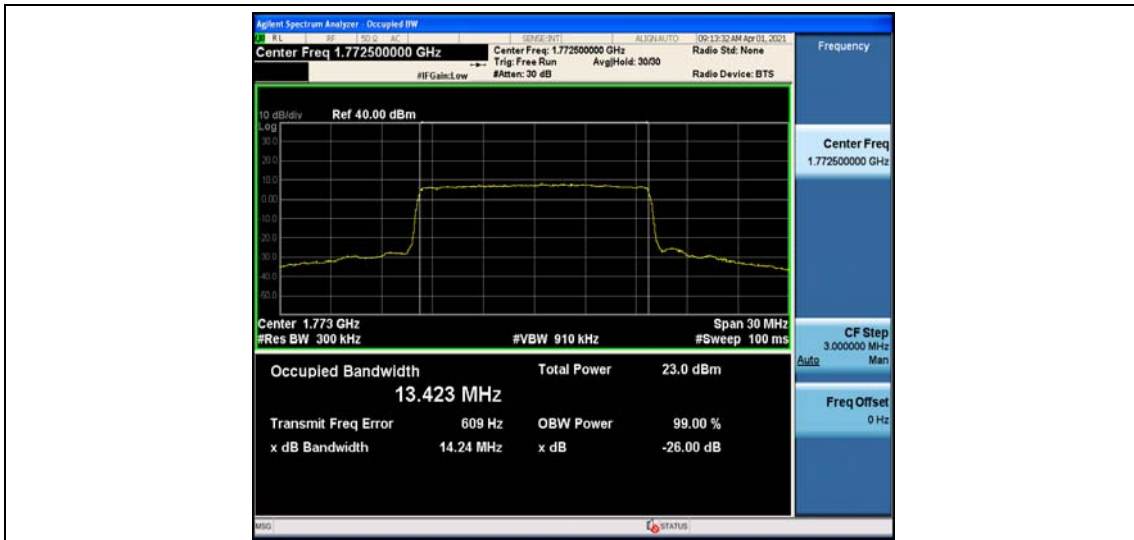 Agilent Spectrum Analyzer - Occupied BW
RL RF 50 Ω AC SENSE:INT ALIGN AUTO 09:13:32 AM Apr 01, 2021
Center Freq 1.772500000 GHz
Center Freq: 1.772500000 GHz
Radio Std: None
Trig: Free Run Avg|Hold: 30/30
#IFGain:Low #Atten: 30 dB Radio Device: BTS
Frequency
10 dB/div Ref 40.00 dBm
Log
30.0
20.0
10.0
0.00
-10.0
-20.0
-30.0
-40.0
-50.0
Center 1.773 GHz Span 30 MHz
#Res BW 300 kHz #VBW 910 kHz #Sweep 100 ms
Occupied Bandwidth Total Power 23.0 dBm
13.423 MHz
Transmit Freq Error 609 Hz OBW Power 99.00 %
x dB Bandwidth 14.24 MHz x dB -26.00 dB
Center Freq
1.772500000 GHz
CF Step
3.000000 MHz
Auto Man
Freq Offset
0 Hz
MSG STATUS